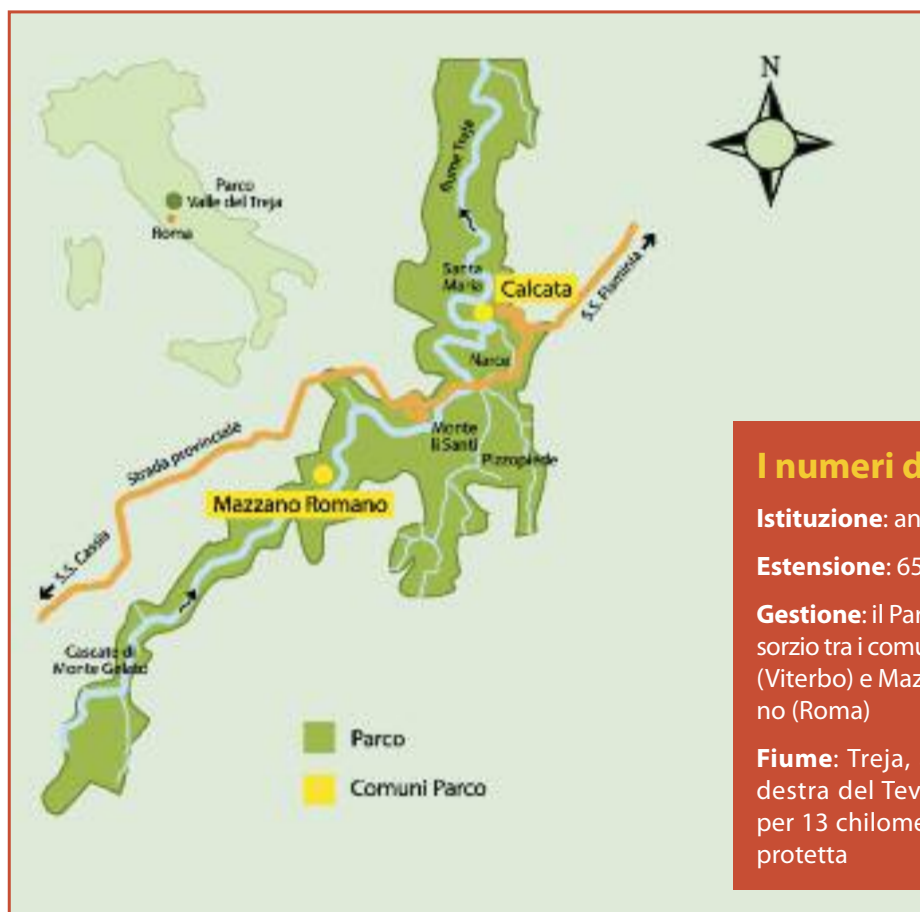 N
Parco
Valle del Treja
Roma
fiume Treja
Santa
Maria
Calcata
S.S. Flaminia
Narce
Strada provinciale
Monte
li Santi
Pizzopiede
Mazzano Romano
S.S. Cassia
Cascate di
Monte Gelato
Parco
Comuni Parco
I numeri d
Istituzione: an
Estensione: 65
Gestione: il Par
sorzio tra i comu
(Viterbo) e Maz
no (Roma)
Fiume: Treja,
destra del Tev
per 13 chilome
protetta